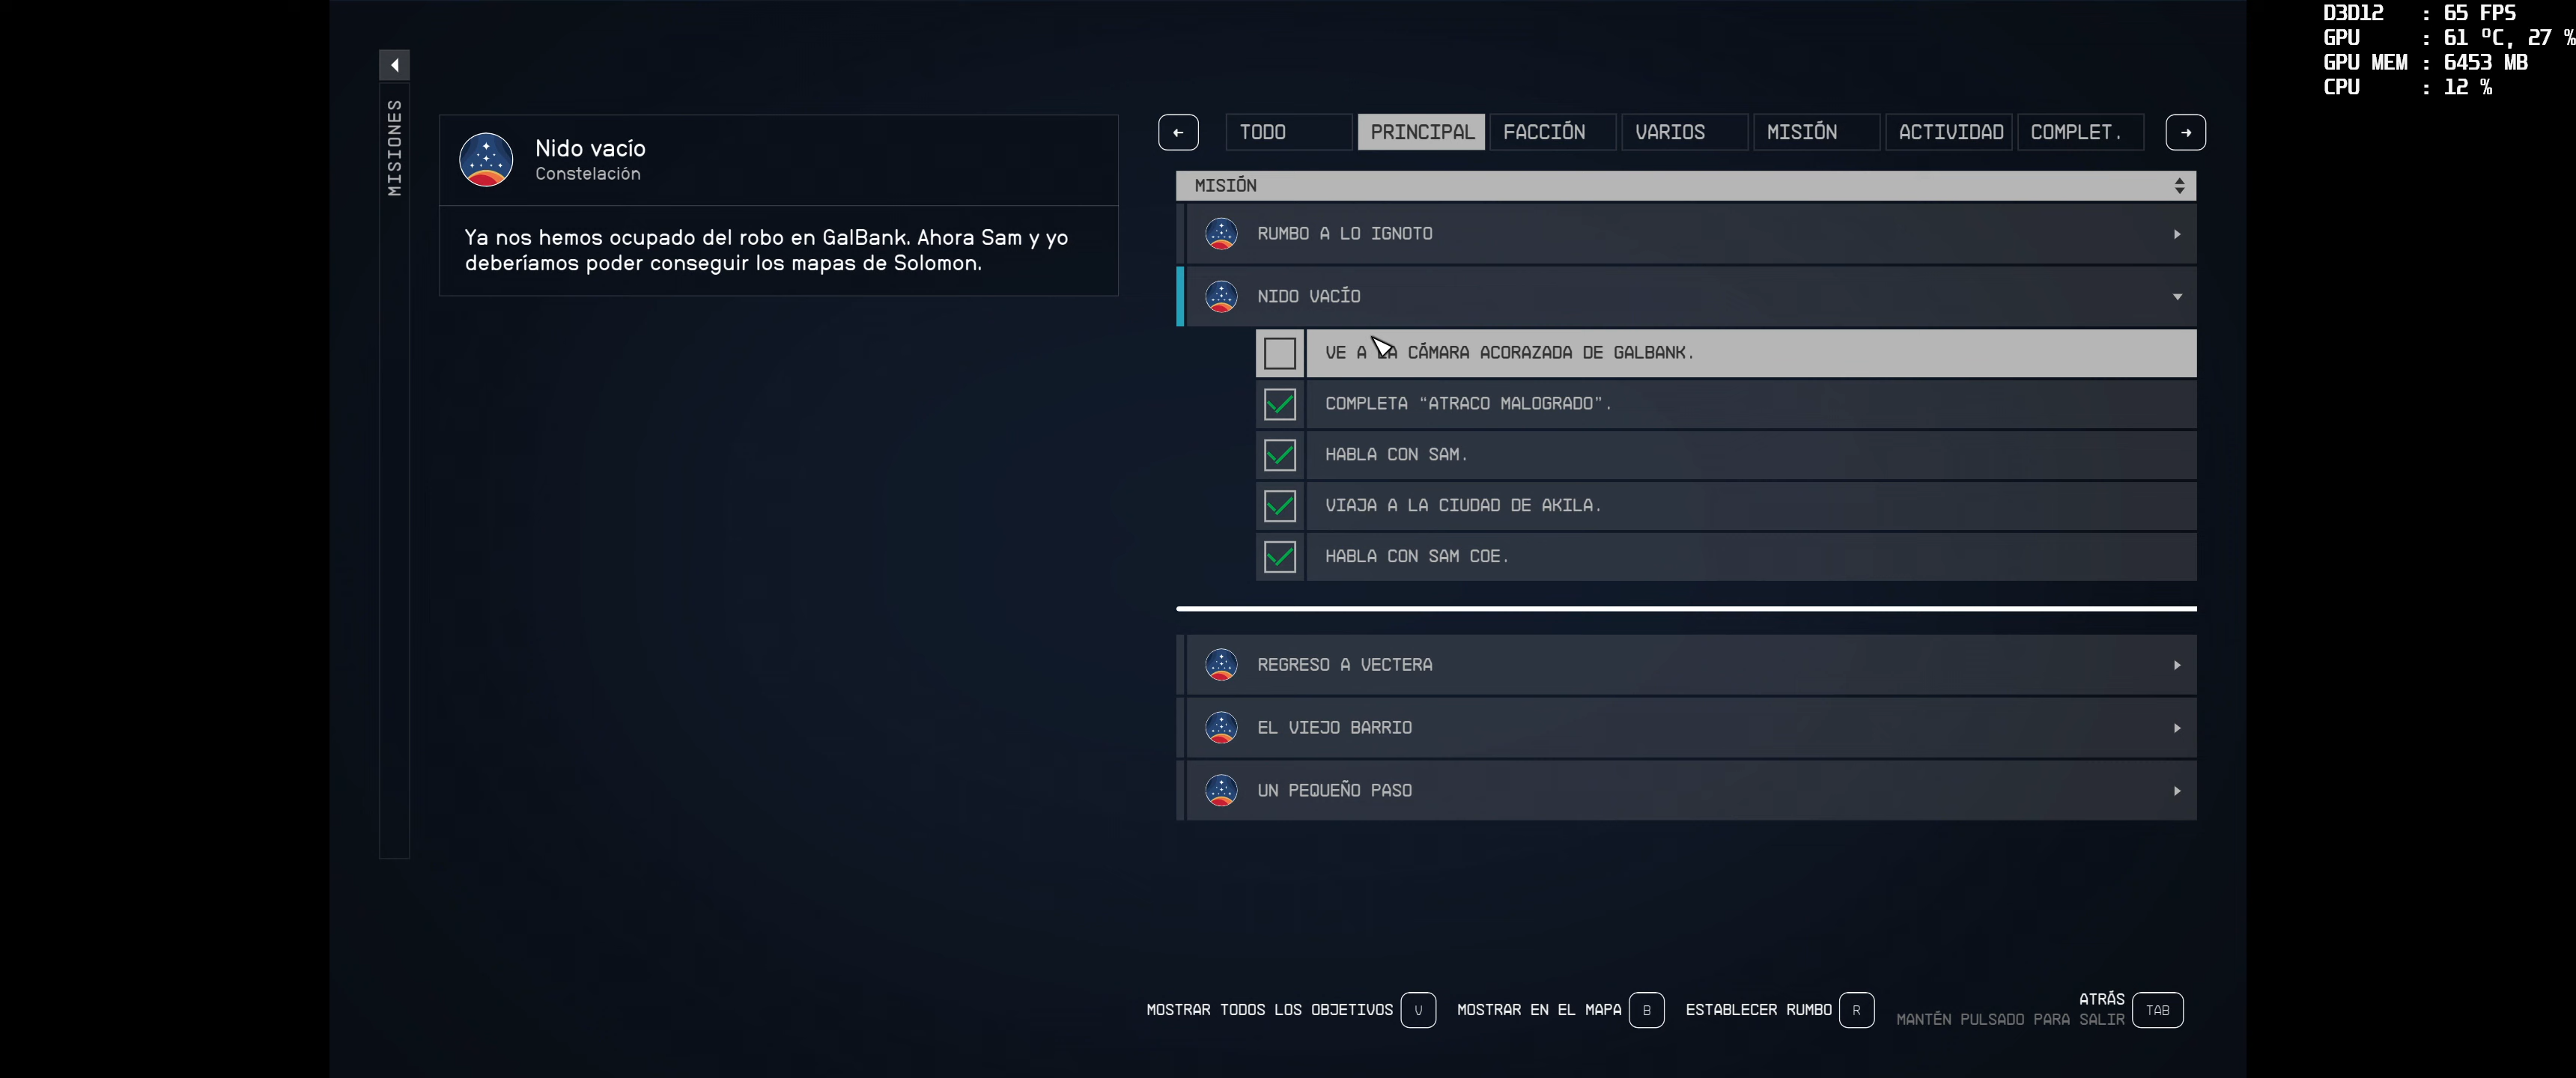 D3D12 : 65 FPS
GPU : 61 ºC, 27 %
GPU MEM : 6453 MB
CPU : 12 %
MISIONES
Nido vacío
Constelación
Ya nos hemos ocupado del robo en GalBank. Ahora Sam y yo
deberíamos poder conseguir los mapas de Solomon.
TODO PRINCIPAL FACCIÓN VARIOS MISIÓN ACTIVIDAD COMPLET.
MISIÓN
RUMBO A LO IGNOTO
NIDO VACÍO
VE A LA CÁMARA ACORAZADA DE GALBANK.
COMPLETA “ATRACO MALOGRADO”.
HABLA CON SAM.
VIAJA A LA CIUDAD DE AKILA.
HABLA CON SAM COE.
REGRESO A VECTERA
EL VIEJO BARRIO
UN PEQUEÑO PASO
MOSTRAR TODOS LOS OBJETIVOS V MOSTRAR EN EL MAPA B ESTABLECER RUMBO R ATRÁS TAB
MANTÉN PULSADO PARA SALIR